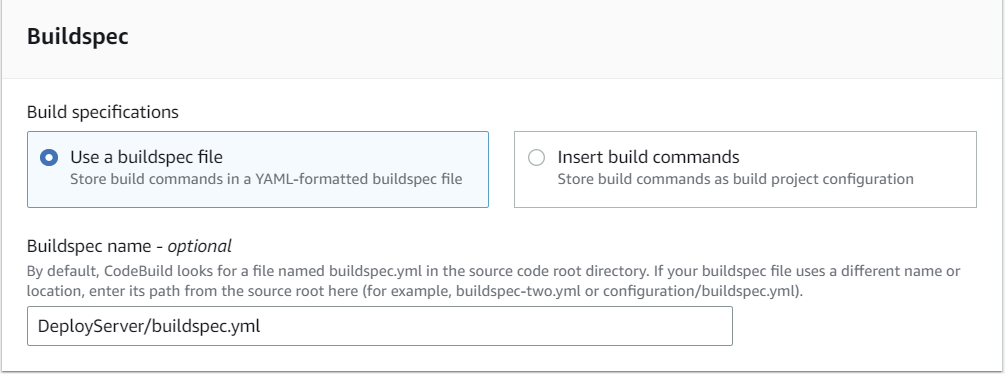 Buildspec
Build specifications
Use a buildspec file
Store build commands in a YAML-formatted buildspec file
Insert build commands
Store build commands as build project configuration
Buildspec name - optional
By default, CodeBuild looks for a file named buildspec.yml in the source code root directory. If your buildspec file uses a different name or
location, enter its path from the source root here (for example, buildspec-two.yml or configuration/buildspec.yml).
DeployServer/buildspec.yml